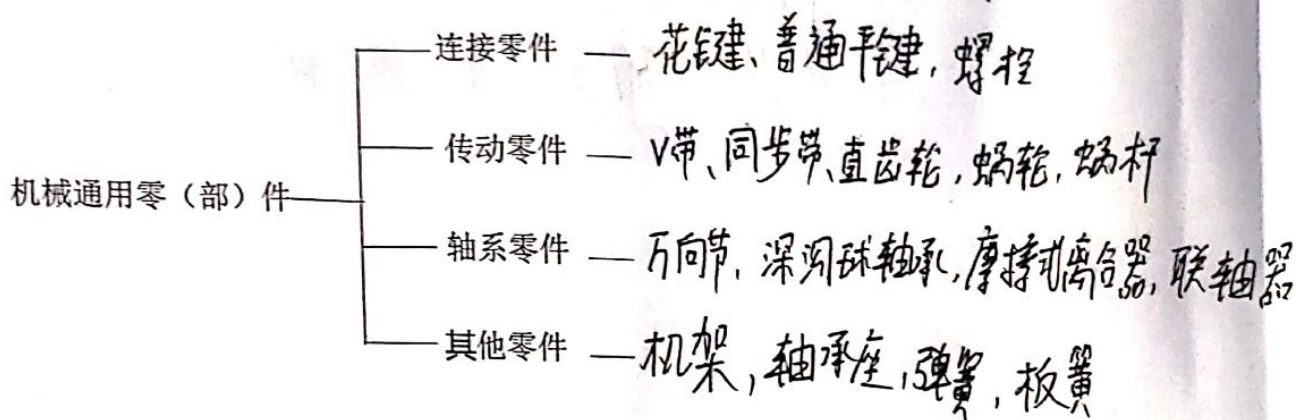 连接零件 — 花键、普通平键,螺栓
传动零件 — V带、同步带、直齿轮,蜗轮,蜗杆
机械通用零（部）件
轴系零件 — 万向节,深沟球轴承,摩擦式离合器,联轴器
其他零件 — 机架,轴承座,弹簧,板簧